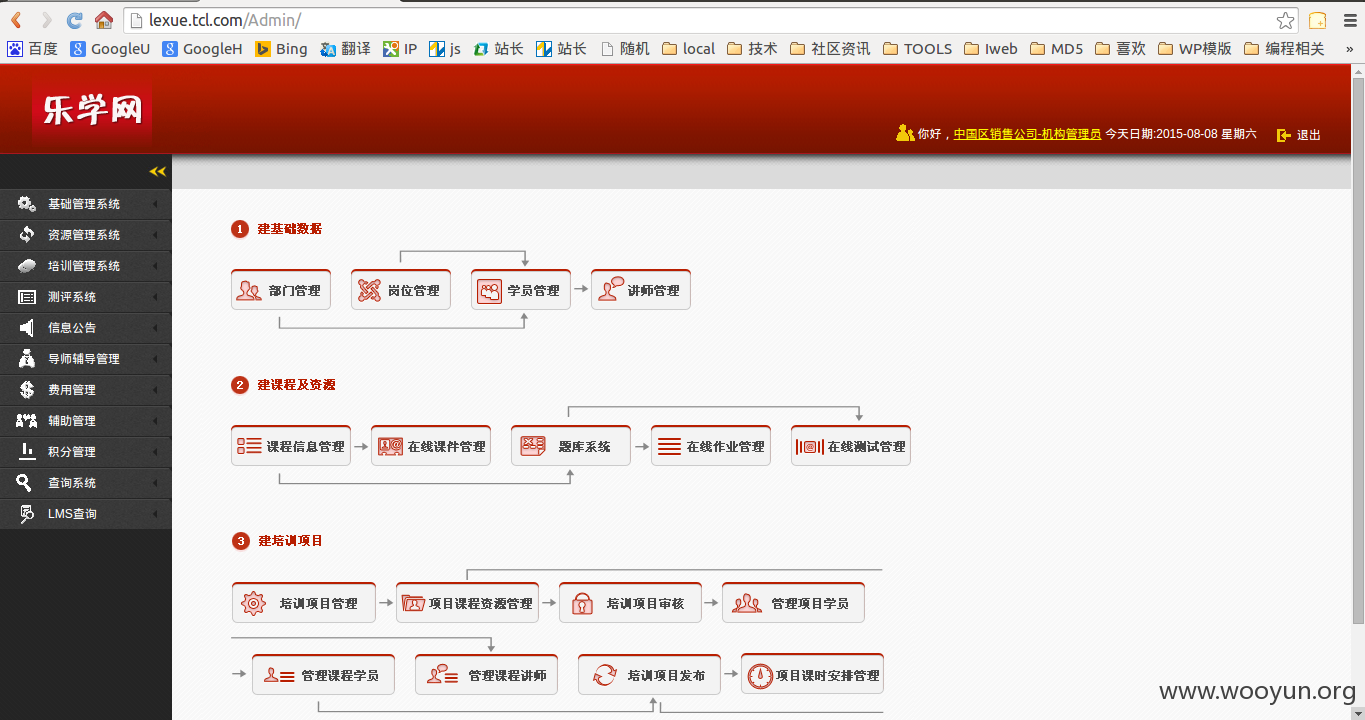 lexue.tcl.com/Admin/
百度 GoogleU GoogleH Bing 翻译 IP js 站长 站长 随机 local 技术 社区资讯 TOOLS Iweb MD5 喜欢 WP模版 编程相关 »
乐学网
你好，中国区销售公司-机构管理员 今天日期:2015-08-08 星期六 退出
基础管理系统
资源管理系统
培训管理系统
测评系统
信息公告
导师辅导管理
费用管理
辅助管理
积分管理
查询系统
LMS查询
1 建基础数据
部门管理 岗位管理 学员管理 讲师管理
2 建课程及资源
课程信息管理 在线课件管理 题库系统 在线作业管理 在线测试管理
3 建培训项目
培训项目管理 项目课程资源管理 培训项目审核 管理项目学员
管理课程学员 管理课程讲师 培训项目发布 项目课时安排管理
www.wooyun.org